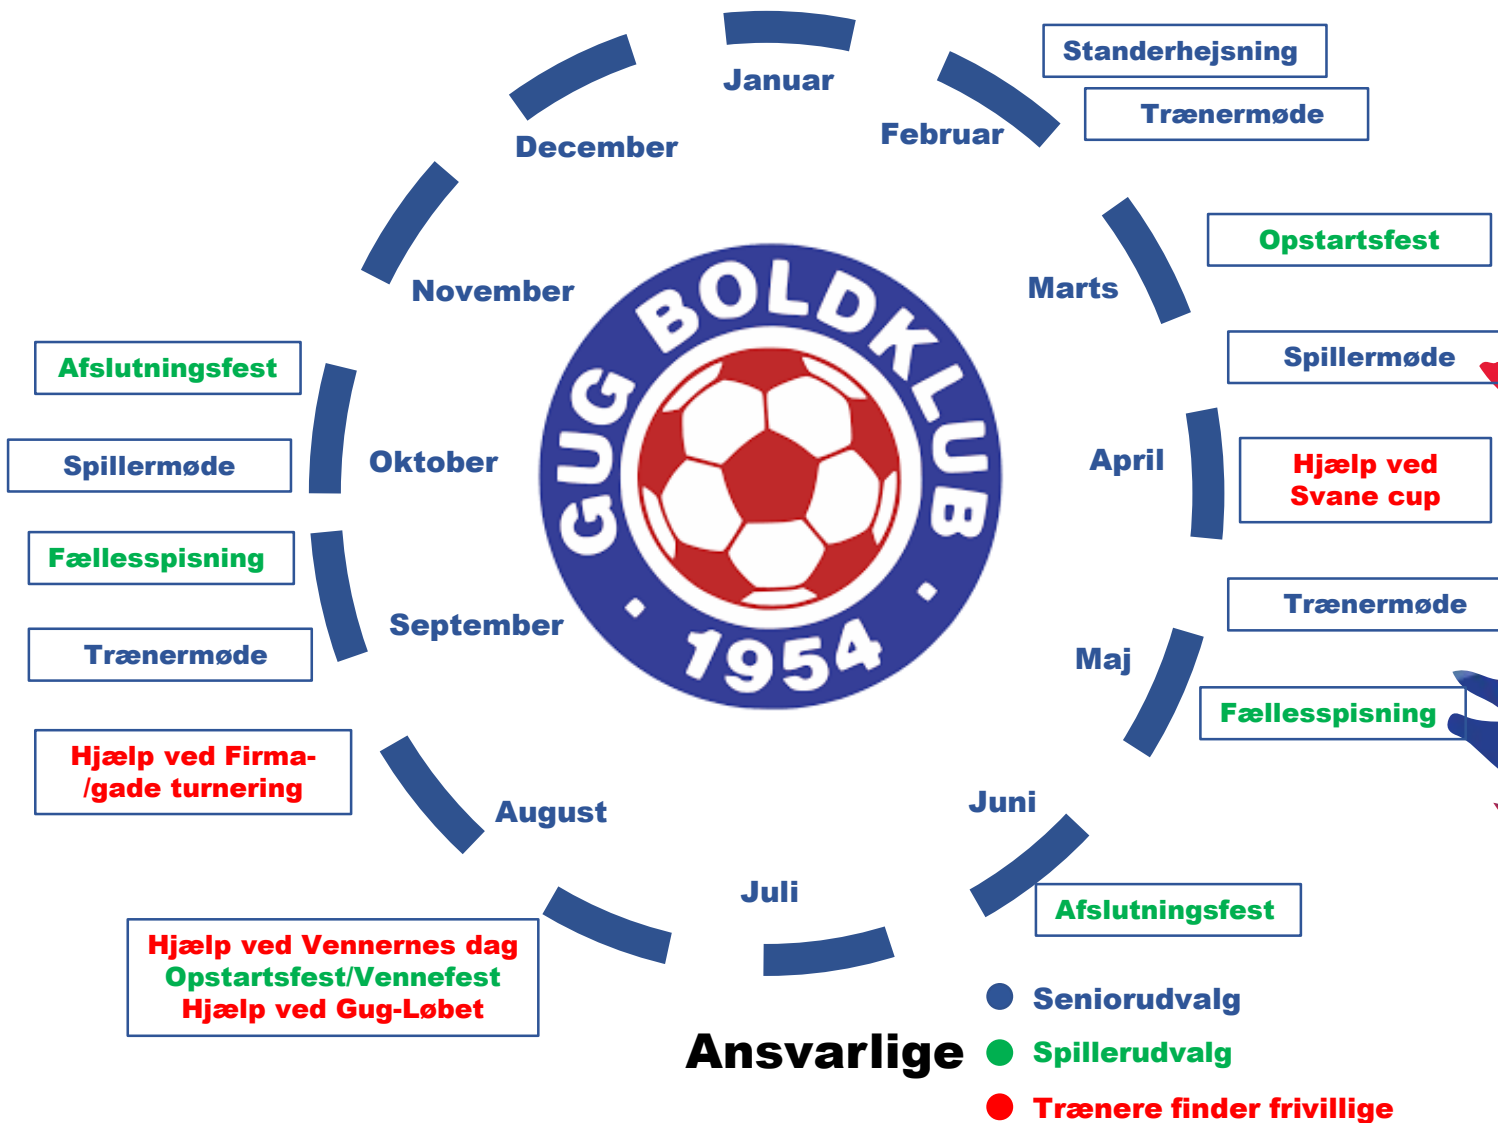 Januar
Februar
Standerhejsning
Trænermøde
Marts
Opstartsfest
Spillermøde
April
Hjælp ved
Svane cup
Trænermøde
Maj
Fællesspisning
Juni
Afslutningsfest
Juli
Hjælp ved Vennernes dag
Opstartsfest/Vennefest
Hjælp ved Gug-Løbet
August
Hjælp ved Firma-
/gade turnering
September
Trænermøde
Fællesspisning
Oktober
Spillermøde
Afslutningsfest
November
December
GUG BOLDKLUB
· 1954 ·
Ansvarlige
Seniorudvalg
Spillerudvalg
Trænere finder frivillige